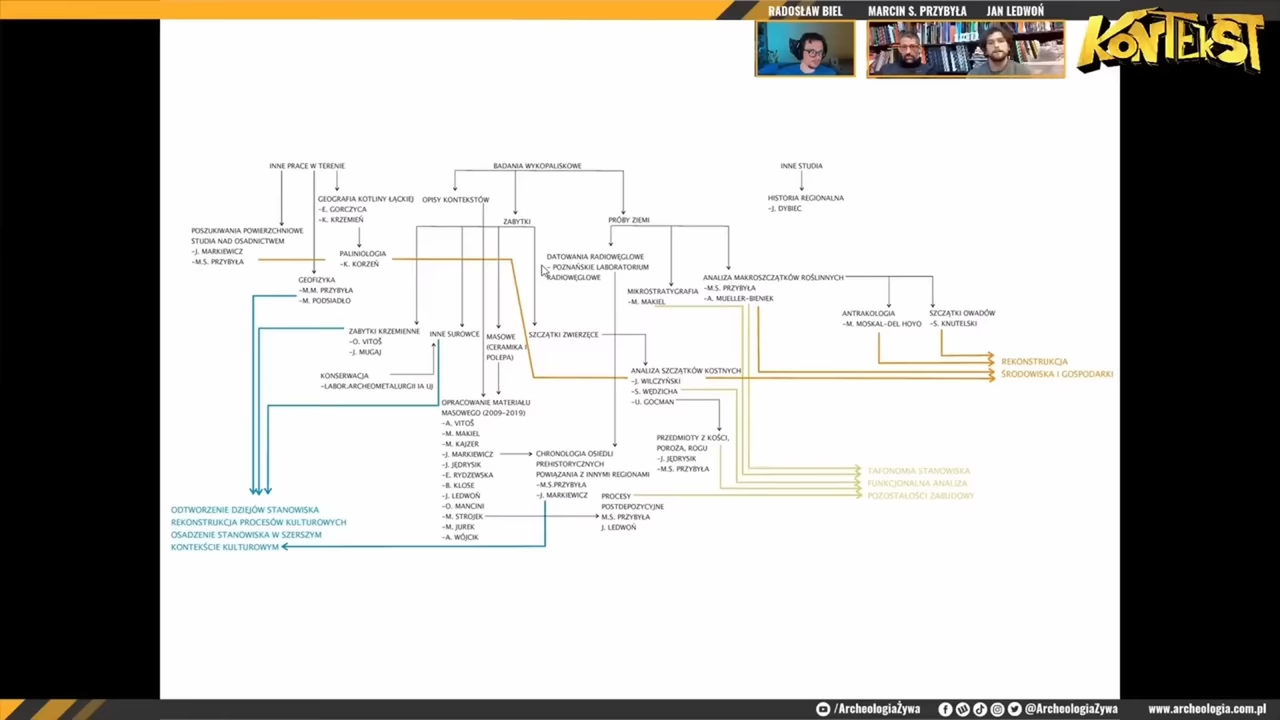 RADOSŁAW BIEL
MARCIN S. PRZYBYŁA
JAN LEDWOŃ
KONTEKST
INNE PRACE W TERENIE
BADANIA WYKOPALISKOWE
INNE STUDIA
GEOGRAFIA KOTLINY ŁĄCKIEJ
-E. GORCZYCA
-K. KRZEMIEŃ
OPISY KONTEKSTÓW
HISTORIA REGIONALNA
-J. DYBIEC
ZABYTKI
PRÓBY ZIEMI
POSZUKIWANIA POWIERZCHNIOWE
STUDIA NAD OSADNICTWEM
-J. MARKIEWICZ
-M.S. PRZYBYŁA
PALINIOLOGIA
-K. KORZEŃ
DATOWANIA RADIOWĘGLOWE
- POZNAŃSKIE LABORATORIUM
RADIOWĘGLOWE
GEOFIZYKA
-M.M. PRZYBYŁA
-M. PODSIADŁO
MIKROSTRATYGRAFIA
-M. MAKIEL
ANALIZA MAKROSZCZĄTKÓW ROŚLINNYCH
-M.S. PRZYBYŁA
-A. MUELLER-BIENIEK
ANTRAKOLOGIA
-M. MOSKAL-DEL HOYO
SZCZĄTKI OWADÓW
-S. KNUTELSKI
ZABYTKI KRZEMIENNE
-O. VITOŠ
-J. MUGAJ
INNE SUROWCE
MASOWE
(CERAMIKA I
POLEPA)
SZCZĄTKI ZWIERZĘCE
REKONSTRUKCJA
ŚRODOWISKA I GOSPODARKI
KONSERWACJA
-LABOR.ARCHEOMETALURGII IA UJ
ANALIZA SZCZĄTKÓW KOSTNYCH
-J. WILCZYŃSKI
-S. WĘDZICHA
-U. GOCMAN
OPRACOWANIE MATERIAŁU
MASOWEGO (2009-2019)
-A. VITOŠ
-M. MAKIEL
-M. KAJZER
-J. MARKIEWICZ
-J. JĘDRYSIK
-E. RYDZEWSKA
-B. KLOSE
-J. LEDWOŃ
-O. MANCINI
-M. STROJEK
-M. JUREK
-A. WÓJCIK
PRZEDMIOTY Z KOŚCI,
POROŻA, ROGU
-J. JĘDRYSIK
-M.S. PRZYBYŁA
CHRONOLOGIA OSIEDLI
PREHISTORYCZNYCH
POWIĄZANIA Z INNYMI REGIONAMI
-M.S.PRZYBYŁA
-J. MARKIEWICZ
TAFONOMIA STANOWISKA
FUNKCJONALNA ANALIZA
POZOSTAŁOŚCI ZABUDOWY
PROCESY
POSTDEPOZYCYJNE
M.S. PRZYBYŁA
J. LEDWOŃ
ODTWORZENIE DZIEJÓW STANOWISKA
REKONSTRUKCJA PROCESÓW KULTUROWYCH
OSADZENIE STANOWISKA W SZERSZYM
KONTEKŚCIE KULTUROWYM
/ArcheologiaŻywa
@ArcheologiaZywa
www.archeologia.com.pl